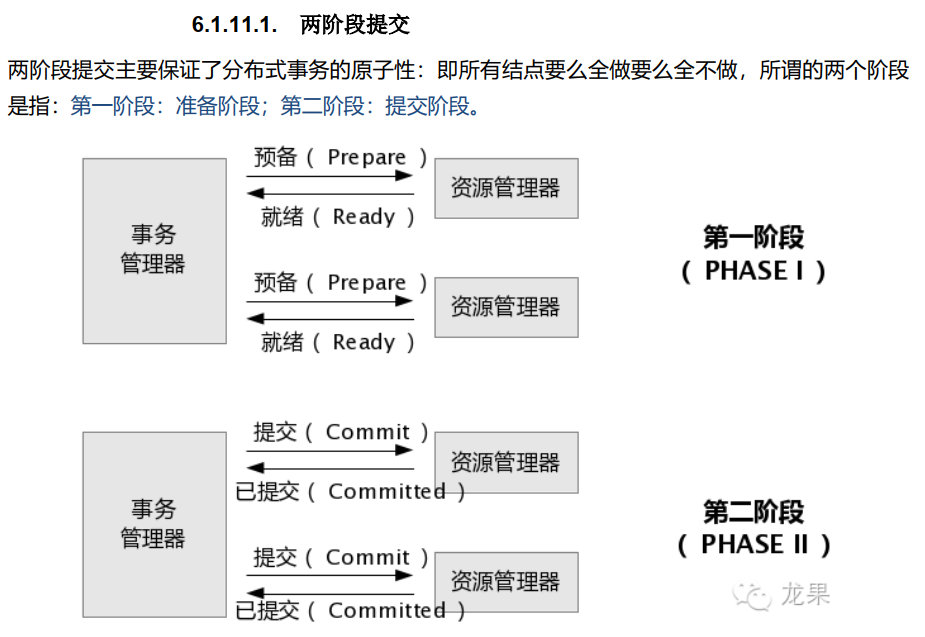 6.1.11.1. 两阶段提交
两阶段提交主要保证了分布式事务的原子性：即所有结点要么全做要么全不做，所谓的两个阶段
是指：第一阶段：准备阶段；第二阶段：提交阶段。
预备（ Prepare ）
就绪（ Ready ）
资源管理器
事务
管理器
预备（ Prepare ）
就绪（ Ready ）
资源管理器
第一阶段
（ PHASE I ）
提交（ Commit ）
已提交（ Committed ）
资源管理器
事务
管理器
提交（ Commit ）
已提交（ Committed ）
资源管理器
第二阶段
（ PHASE II ）
龙果